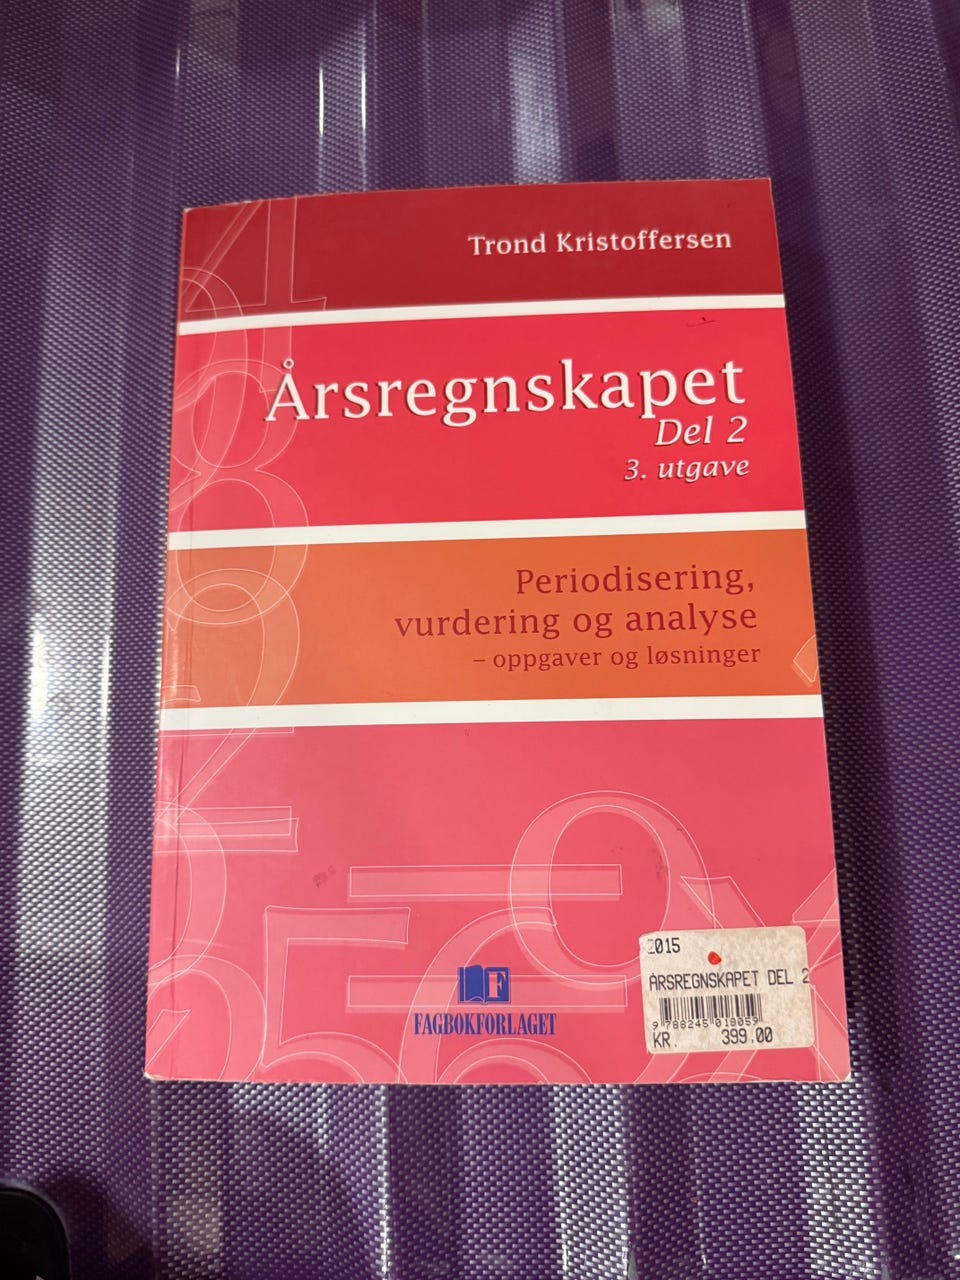 Trond Kristoffersen
Årsregnskapet
Del 2
3. utgave
Periodisering,
vurdering og analyse
– oppgaver og løsninger
F
FAGBOKFORLAGET
2015
ÅRSREGNSKAPET DEL 2
9 788245 018059
KR. 399.00